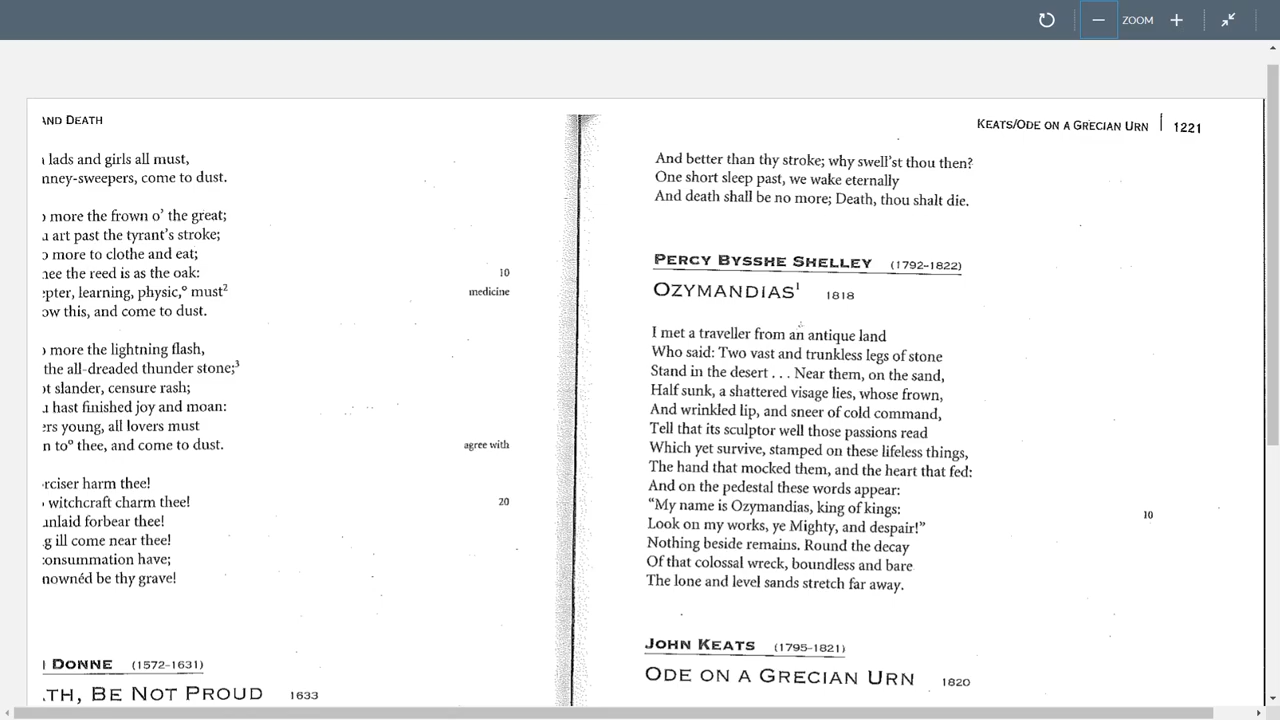 ZOOM
AND DEATH
lads and girls all must,
nney-sweepers, come to dust.
more the frown o' the great;
art past the tyrant's stroke;
more to clothe and eat;
hee the reed is as the oak:
10
epter, learning, physic,° must²
medicine
ow this, and come to dust.
more the lightning flash,
the all-dreaded thunder stone;³
ot slander, censure rash;
hast finished joy and moan:
ers young, all lovers must
n to° thee, and come to dust.
agree with
rciser harm thee!
witchcraft charm thee!
20
unlaid forbear thee!
g ill come near thee!
consummation have;
nownéd be thy grave!
DONNE (1572–1631)
TH, BE NOT PROUD 1633
KEATS/ODE ON A GRECIAN URN 1221
And better than thy stroke; why swell'st thou then?
One short sleep past, we wake eternally
And death shall be no more; Death, thou shalt die.
PERCY BYSSHE SHELLEY (1792–1822)
OZYMANDIAS¹ 1818
I met a traveller from an antique land
Who said: Two vast and trunkless legs of stone
Stand in the desert . . . Near them, on the sand,
Half sunk, a shattered visage lies, whose frown,
And wrinkled lip, and sneer of cold command,
Tell that its sculptor well those passions read
Which yet survive, stamped on these lifeless things,
The hand that mocked them, and the heart that fed:
And on the pedestal these words appear:
"My name is Ozymandias, king of kings:
10
Look on my works, ye Mighty, and despair!"
Nothing beside remains. Round the decay
Of that colossal wreck, boundless and bare
The lone and level sands stretch far away.
JOHN KEATS (1795–1821)
ODE ON A GRECIAN URN 1820